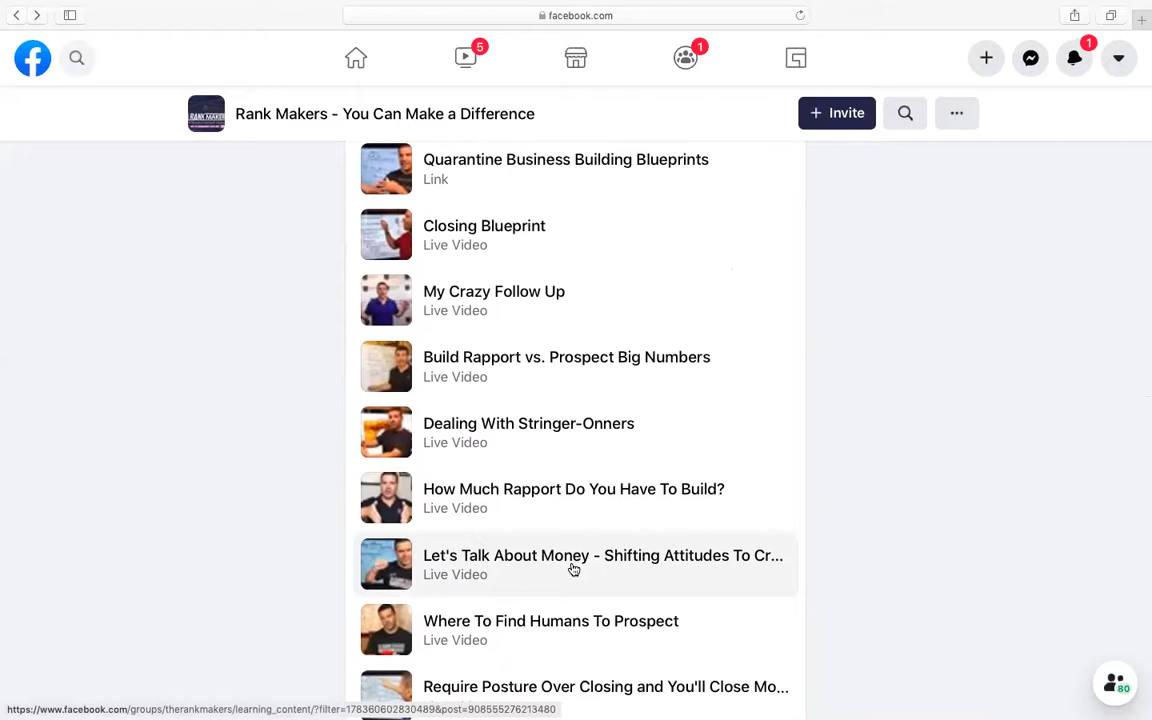 facebook.com
5
1
1
Rank Makers - You Can Make a Difference
+ Invite
Quarantine Business Building Blueprints
Link
Closing Blueprint
Live Video
My Crazy Follow Up
Live Video
Build Rapport vs. Prospect Big Numbers
Live Video
Dealing With Stringer-Onners
Live Video
How Much Rapport Do You Have To Build?
Live Video
Let's Talk About Money - Shifting Attitudes To Cr...
Live Video
Where To Find Humans To Prospect
Live Video
Require Posture Over Closing and You'll Close Mo...
80
https://www.facebook.com/groups/therankmakers/learning_content/?filter=178360602830489&post=908555276213480